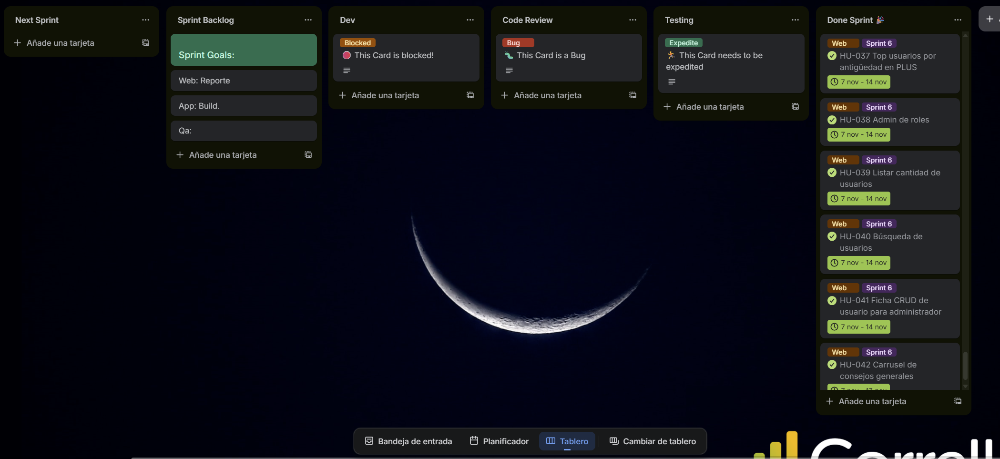 Next Sprint
Añade una tarjeta
Sprint Backlog
Sprint Goals:
Web: Reporte
App: Build.
Qa:
Añade una tarjeta
Dev
Blocked
This Card is blocked!
Añade una tarjeta
Code Review
Bug
This Card is a Bug
Añade una tarjeta
Testing
Expedite
This Card needs to be
expedited
Añade una tarjeta
Done Sprint
Web Sprint 6
HU-037 Top usuarios por
antigüedad en PLUS
7 nov - 14 nov
Web Sprint 6
HU-038 Admin de roles
7 nov - 14 nov
Web Sprint 6
HU-039 Listar cantidad de
usuarios
7 nov - 14 nov
Web Sprint 6
HU-040 Búsqueda de
usuarios
7 nov - 14 nov
Web Sprint 6
HU-041 Ficha CRUD de
usuario para administrador
7 nov - 14 nov
Web Sprint 6
HU-042 Carrusel de
consejos generales
Añade una tarjeta
Bandeja de entrada
Planificador
Tablero
Cambiar de tablero